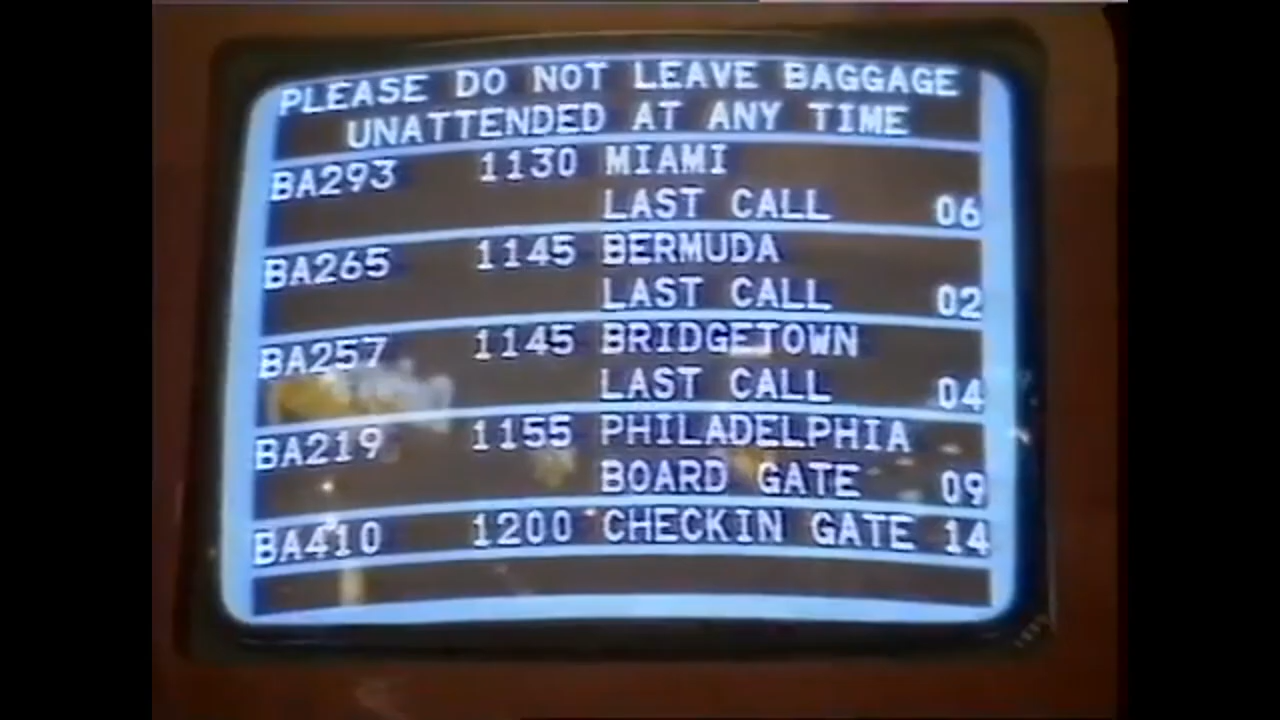 PLEASE DO NOT LEAVE BAGGAGE
UNATTENDED AT ANY TIME
BA293 1130 MIAMI
LAST CALL 06
BA265 1145 BERMUDA
LAST CALL 02
BA257 1145 BRIDGETOWN
LAST CALL 04
BA219 1155 PHILADELPHIA
BOARD GATE 09
BA410 1200 CHECKIN GATE 14